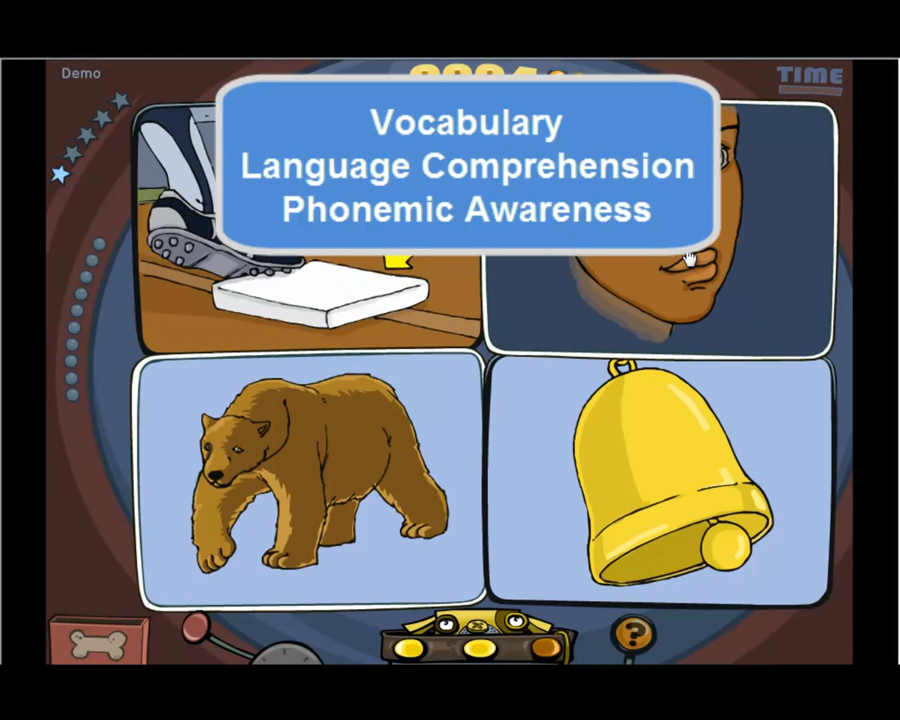 Demo
TIME
Vocabulary
Language Comprehension
Phonemic Awareness
?